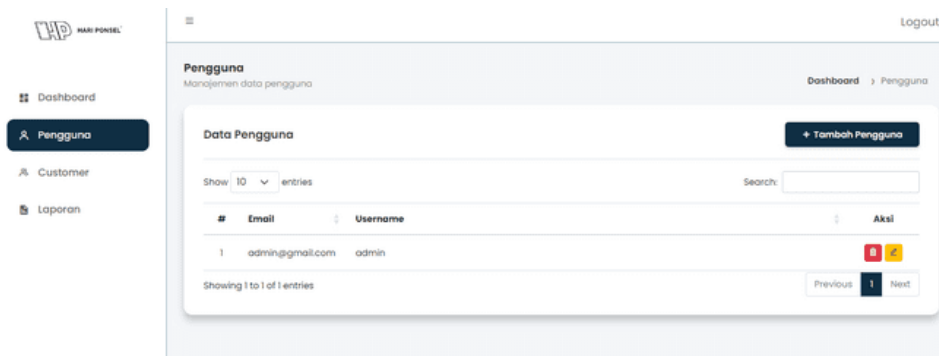 HARI PONSEL
Logout
Dashboard
Pengguna
Customer
Laporan
Pengguna
Manajemen data pengguna
Dashboard > Pengguna
Data Pengguna
+ Tambah Pengguna
Show 10 entries
Search:
# Email Username Aksi
1 admin@gmail.com admin
Showing 1 to 1 of 1 entries
Previous 1 Next